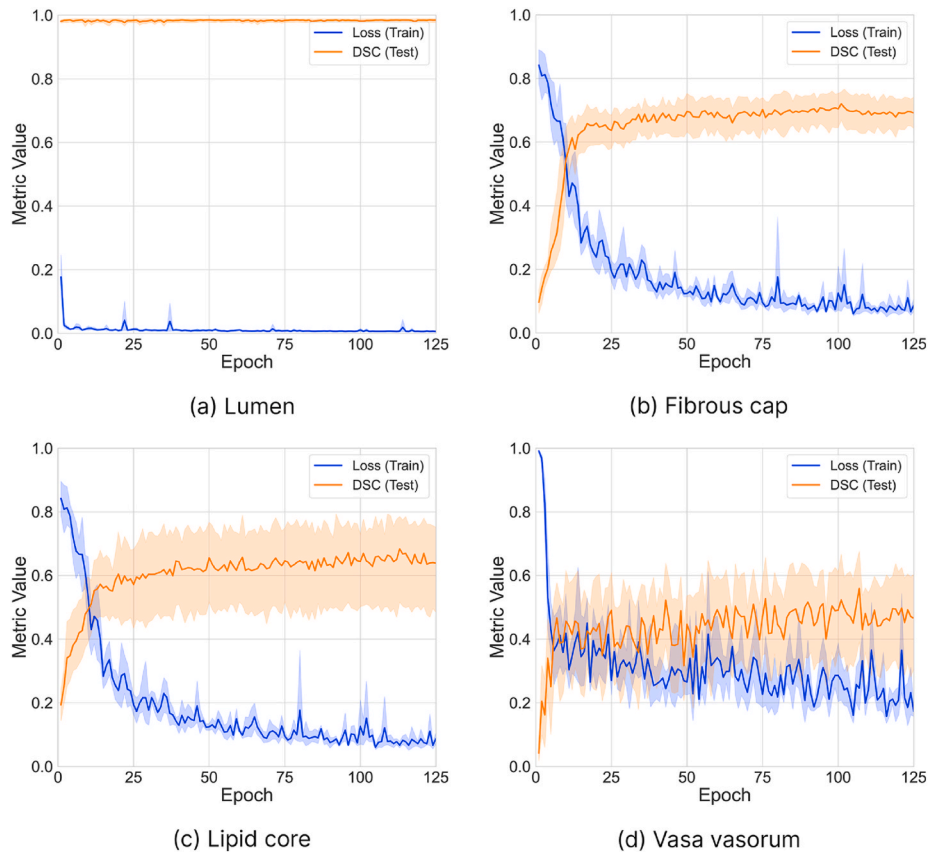 1.0
0.8
0.6
0.4
0.2
0.0
Metric Value
0 25 50 75 100 125
Epoch
Loss (Train)
DSC (Test)
(a) Lumen
1.0
0.8
0.6
0.4
0.2
0.0
Metric Value
0 25 50 75 100 125
Epoch
Loss (Train)
DSC (Test)
(b) Fibrous cap
1.0
0.8
0.6
0.4
0.2
0.0
Metric Value
0 25 50 75 100 125
Epoch
Loss (Train)
DSC (Test)
(c) Lipid core
1.0
0.8
0.6
0.4
0.2
0.0
Metric Value
0 25 50 75 100 125
Epoch
Loss (Train)
DSC (Test)
(d) Vasa vasorum